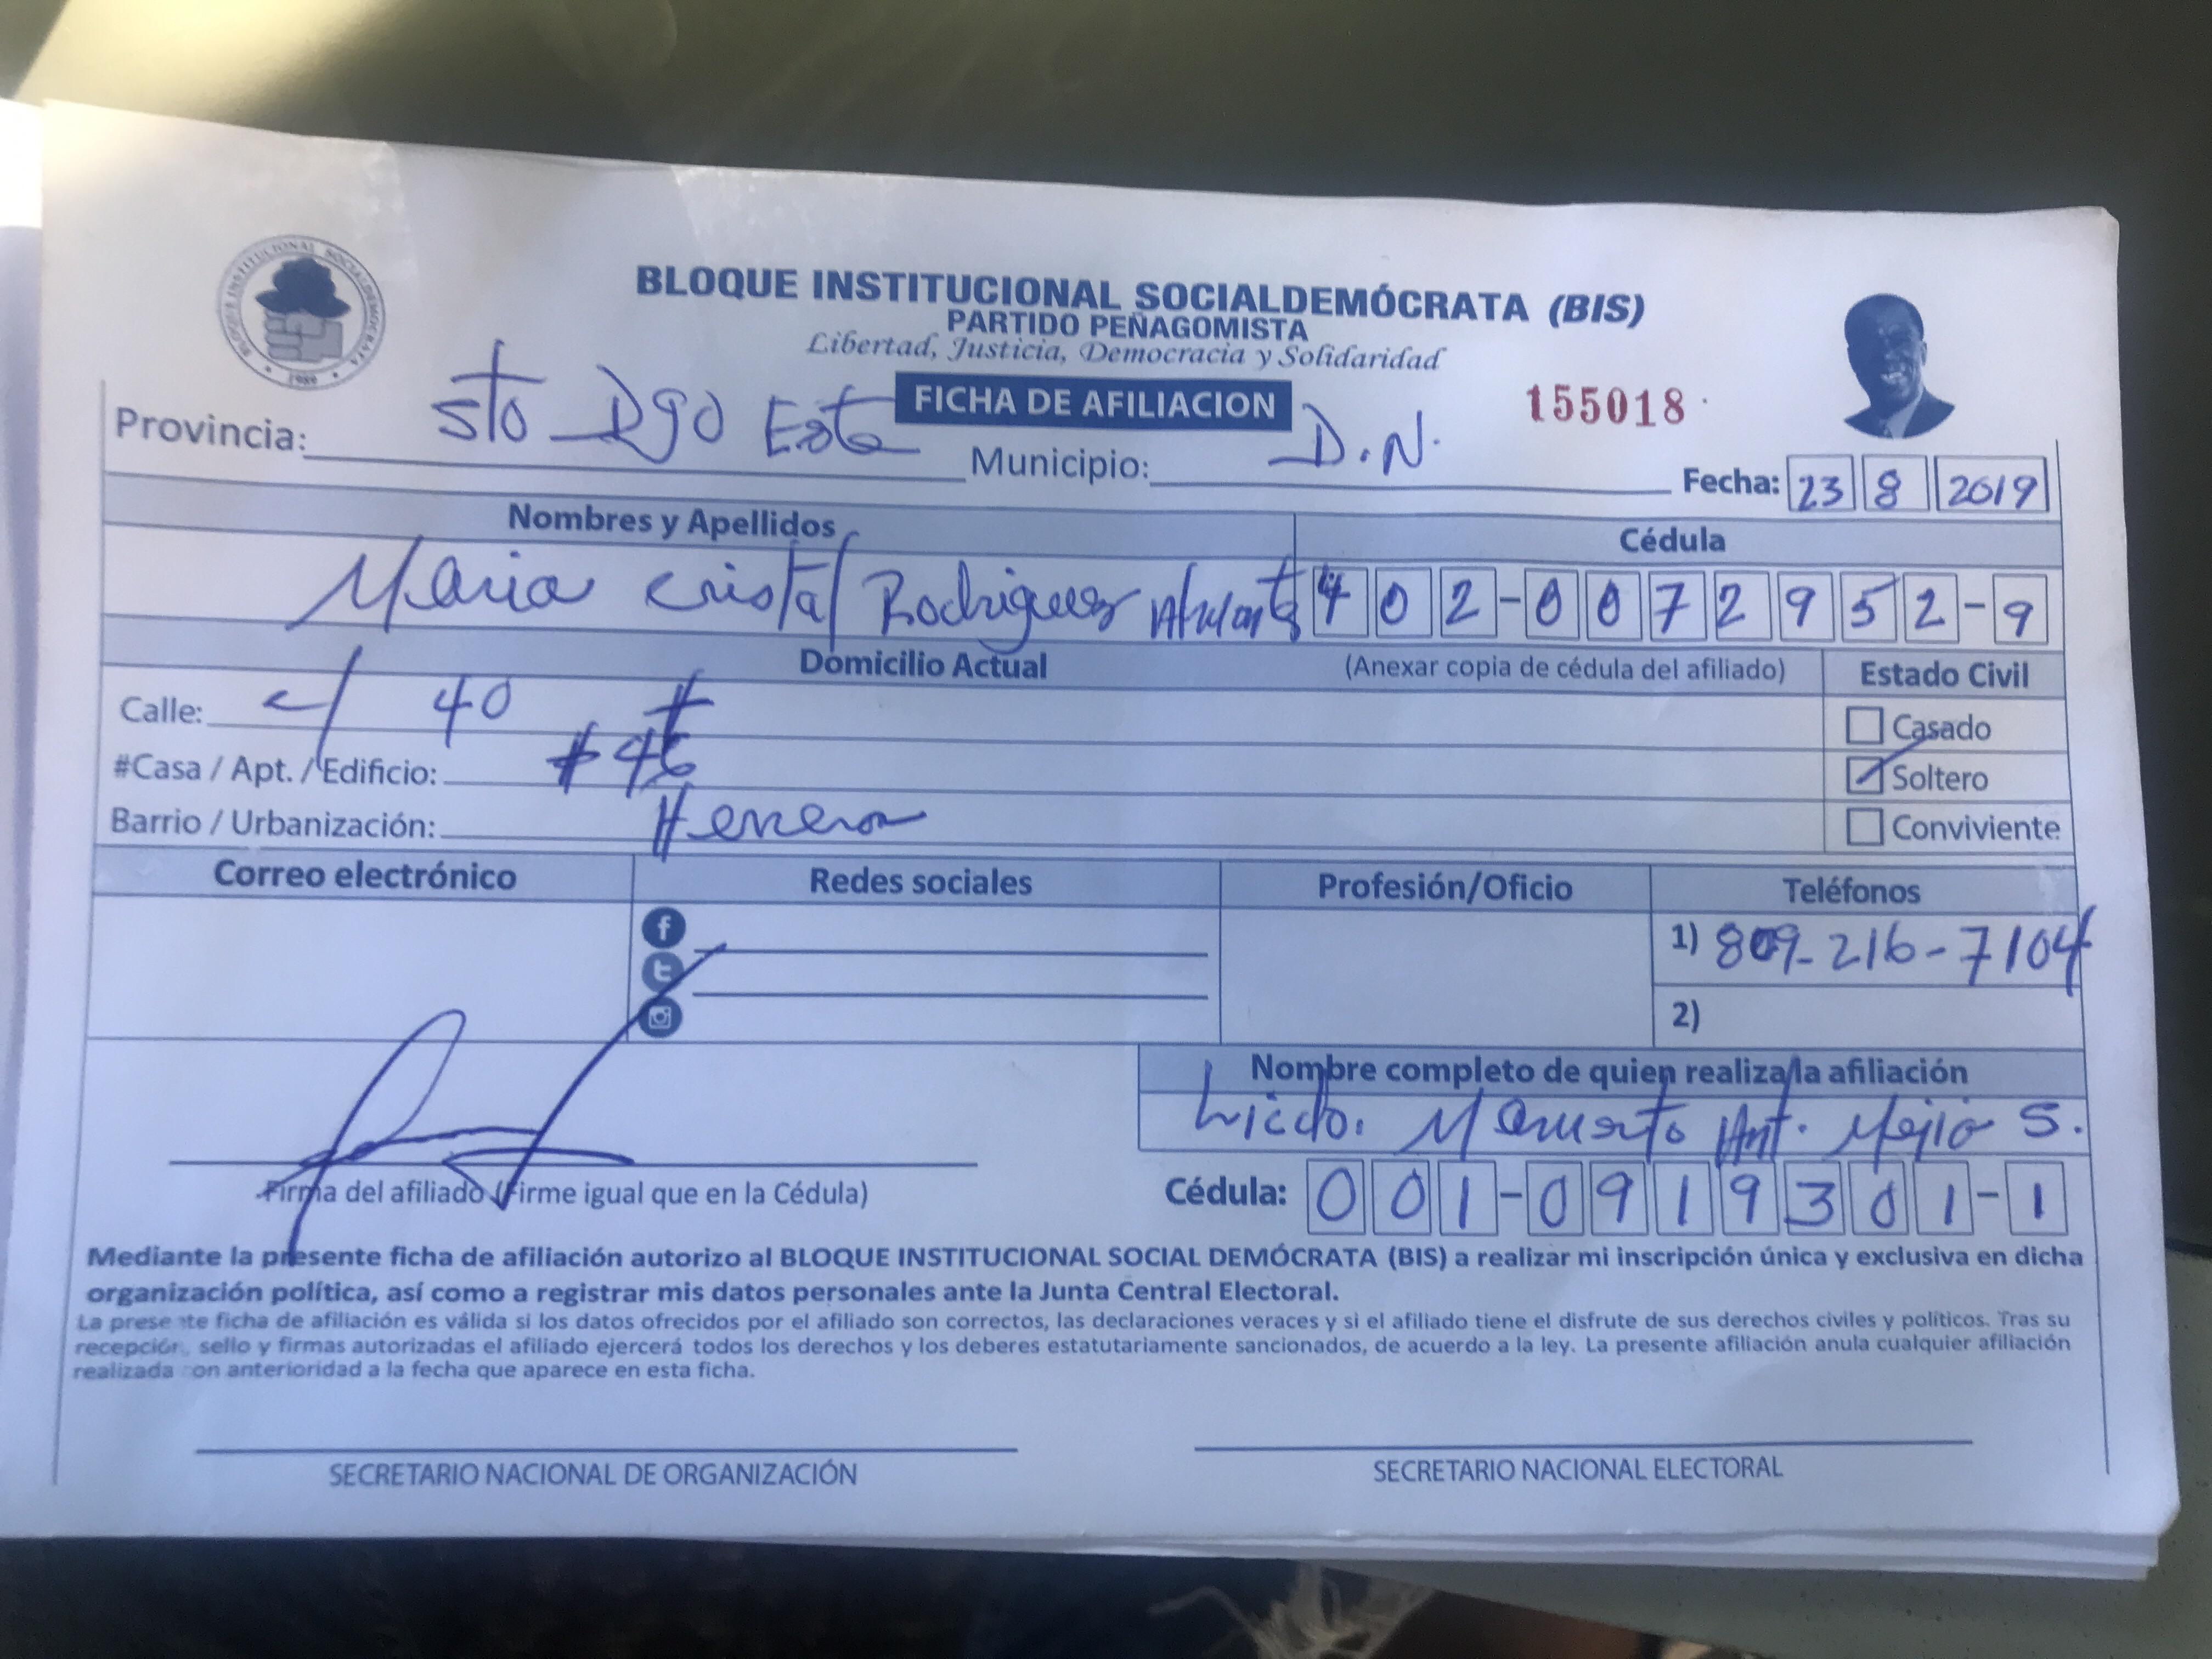 BLOQUE INSTITUCIONAL SOCIALDEMÓCRATA
1989
BLOQUE INSTITUCIONAL SOCIALDEMÓCRATA (BIS)
PARTIDO PEÑAGOMISTA
Libertad, Justicia, Democracia y Solidaridad
FICHA DE AFILIACION
155018
Provincia: Sto Dgo Este Municipio: D.N. Fecha: 23 8 2019
Nombres y Apellidos Cédula
Maria Cristal Rodriguez 402-0072952-9
Domicilio Actual (Anexar copia de cédula del afiliado) Estado Civil
Calle: c/ 40 # Casado
#Casa / Apt. / Edificio: Soltero
Barrio / Urbanización: Herrera Conviviente
Correo electrónico Redes sociales Profesión/Oficio Teléfonos
1) 809-216-7104
2)
Nombre completo de quien realiza la afiliación
Licdo. Mamerto Ant. Mejia S.
Firma del afiliado (Firme igual que en la Cédula) Cédula: 001-0919301-1
Mediante la presente ficha de afiliación autorizo al BLOQUE INSTITUCIONAL SOCIAL DEMÓCRATA (BIS) a realizar mi inscripción única y exclusiva en dicha
organización política, así como a registrar mis datos personales ante la Junta Central Electoral.
La presente ficha de afiliación es válida si los datos ofrecidos por el afiliado son correctos, las declaraciones veraces y si el afiliado tiene el disfrute de sus derechos civiles y políticos. Tras su
recepción, sello y firmas autorizadas el afiliado ejercerá todos los derechos y los deberes estatutariamente sancionados, de acuerdo a la ley. La presente afiliación anula cualquier afiliación
realizada con anterioridad a la fecha que aparece en esta ficha.
SECRETARIO NACIONAL DE ORGANIZACIÓN SECRETARIO NACIONAL ELECTORAL